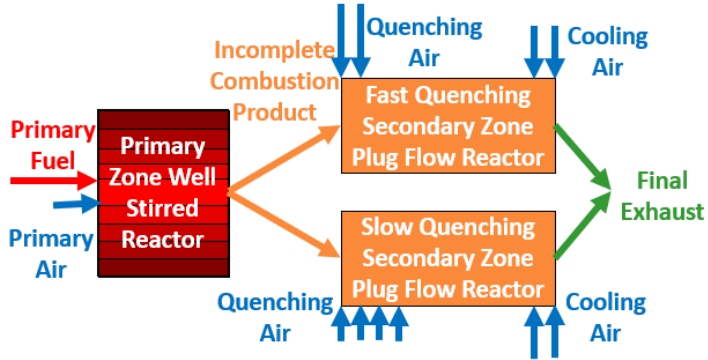 Quenching
Air
Cooling
Air
Incomplete
Combustion
Product
Fast Quenching
Secondary Zone
Plug Flow Reactor
Primary
Fuel
Primary
Zone Well
Stirred
Reactor
Primary
Air
Final
Exhaust
Slow Quenching
Secondary Zone
Plug Flow Reactor
Quenching
Air
Cooling
Air